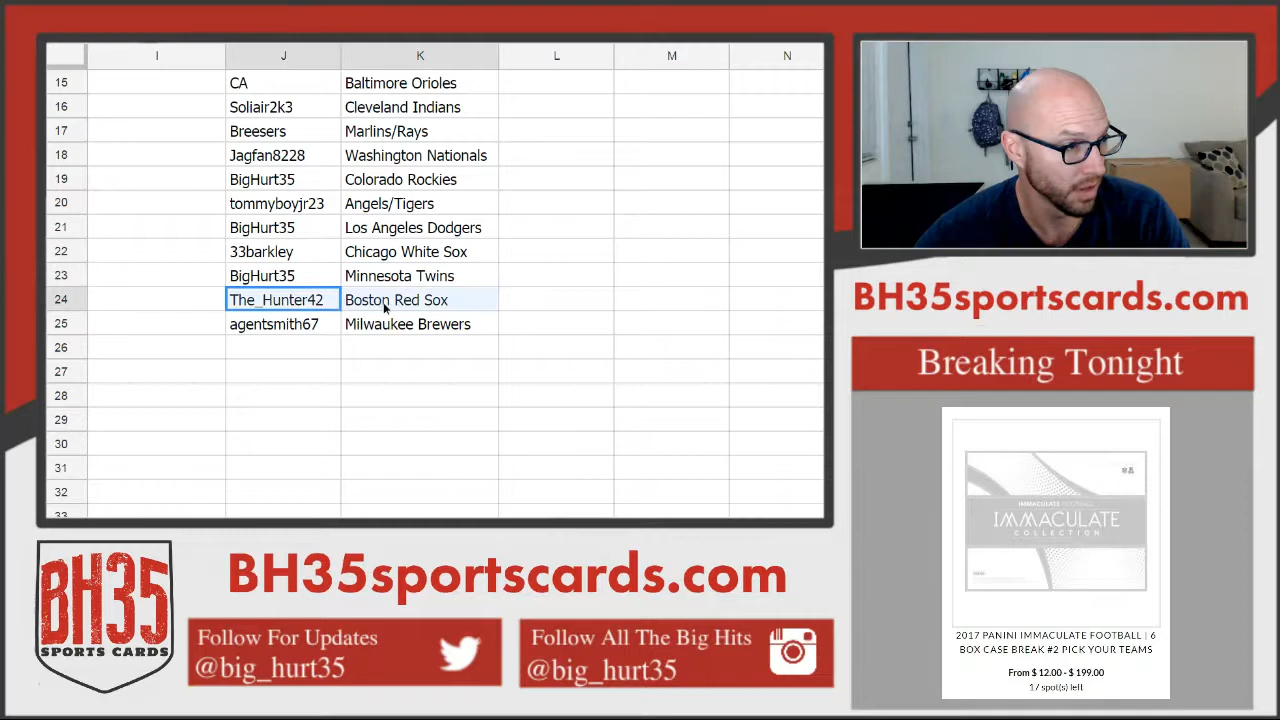 I J K L M N
15 CA Baltimore Orioles
16 Soliair2k3 Cleveland Indians
17 Breesers Marlins/Rays
18 Jagfan8228 Washington Nationals
19 BigHurt35 Colorado Rockies
20 tommyboyjr23 Angels/Tigers
21 BigHurt35 Los Angeles Dodgers
22 33barkley Chicago White Sox
23 BigHurt35 Minnesota Twins
24 The_Hunter42 Boston Red Sox
25 agentsmith67 Milwaukee Brewers
26
27
28
29
30
31
32
33
BH35sportscards.com
Breaking Tonight
IMMACULATE FOOTBALL
IMMACULATE
COLLECTION
2017 PANINI IMMACULATE FOOTBALL | 6
BOX CASE BREAK #2 PICK YOUR TEAMS
From $ 12.00 - $ 199.00
17 spot(s) left
BH35
SPORTS CARDS
BH35sportscards.com
Follow For Updates
@big_hurt35
Follow All The Big Hits
@big_hurt35